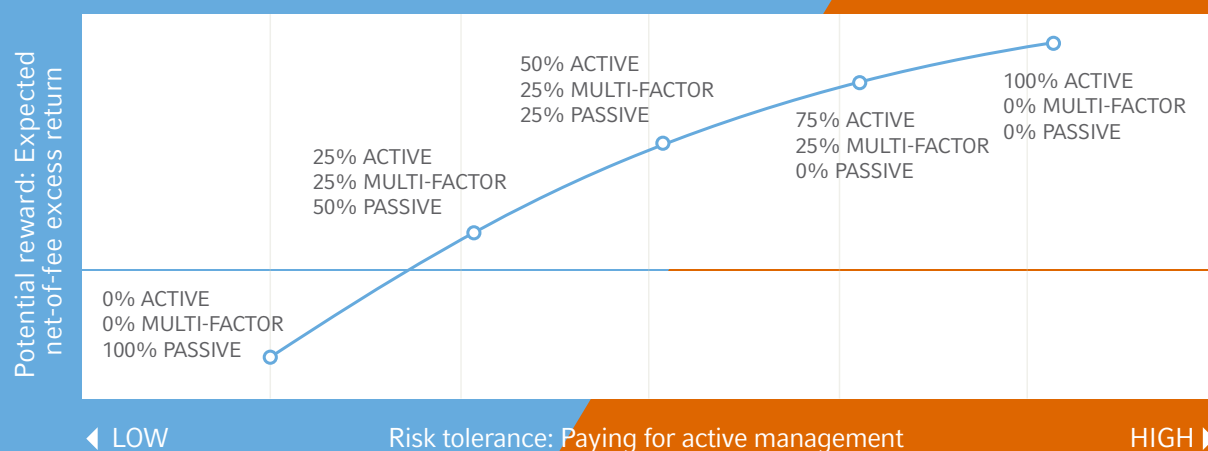 Potential reward: Expected
net-of-fee excess return
0% ACTIVE
0% MULTI-FACTOR
100% PASSIVE
25% ACTIVE
25% MULTI-FACTOR
50% PASSIVE
50% ACTIVE
25% MULTI-FACTOR
25% PASSIVE
75% ACTIVE
25% MULTI-FACTOR
0% PASSIVE
100% ACTIVE
0% MULTI-FACTOR
0% PASSIVE
LOW
Risk tolerance: Paying for active management
HIGH